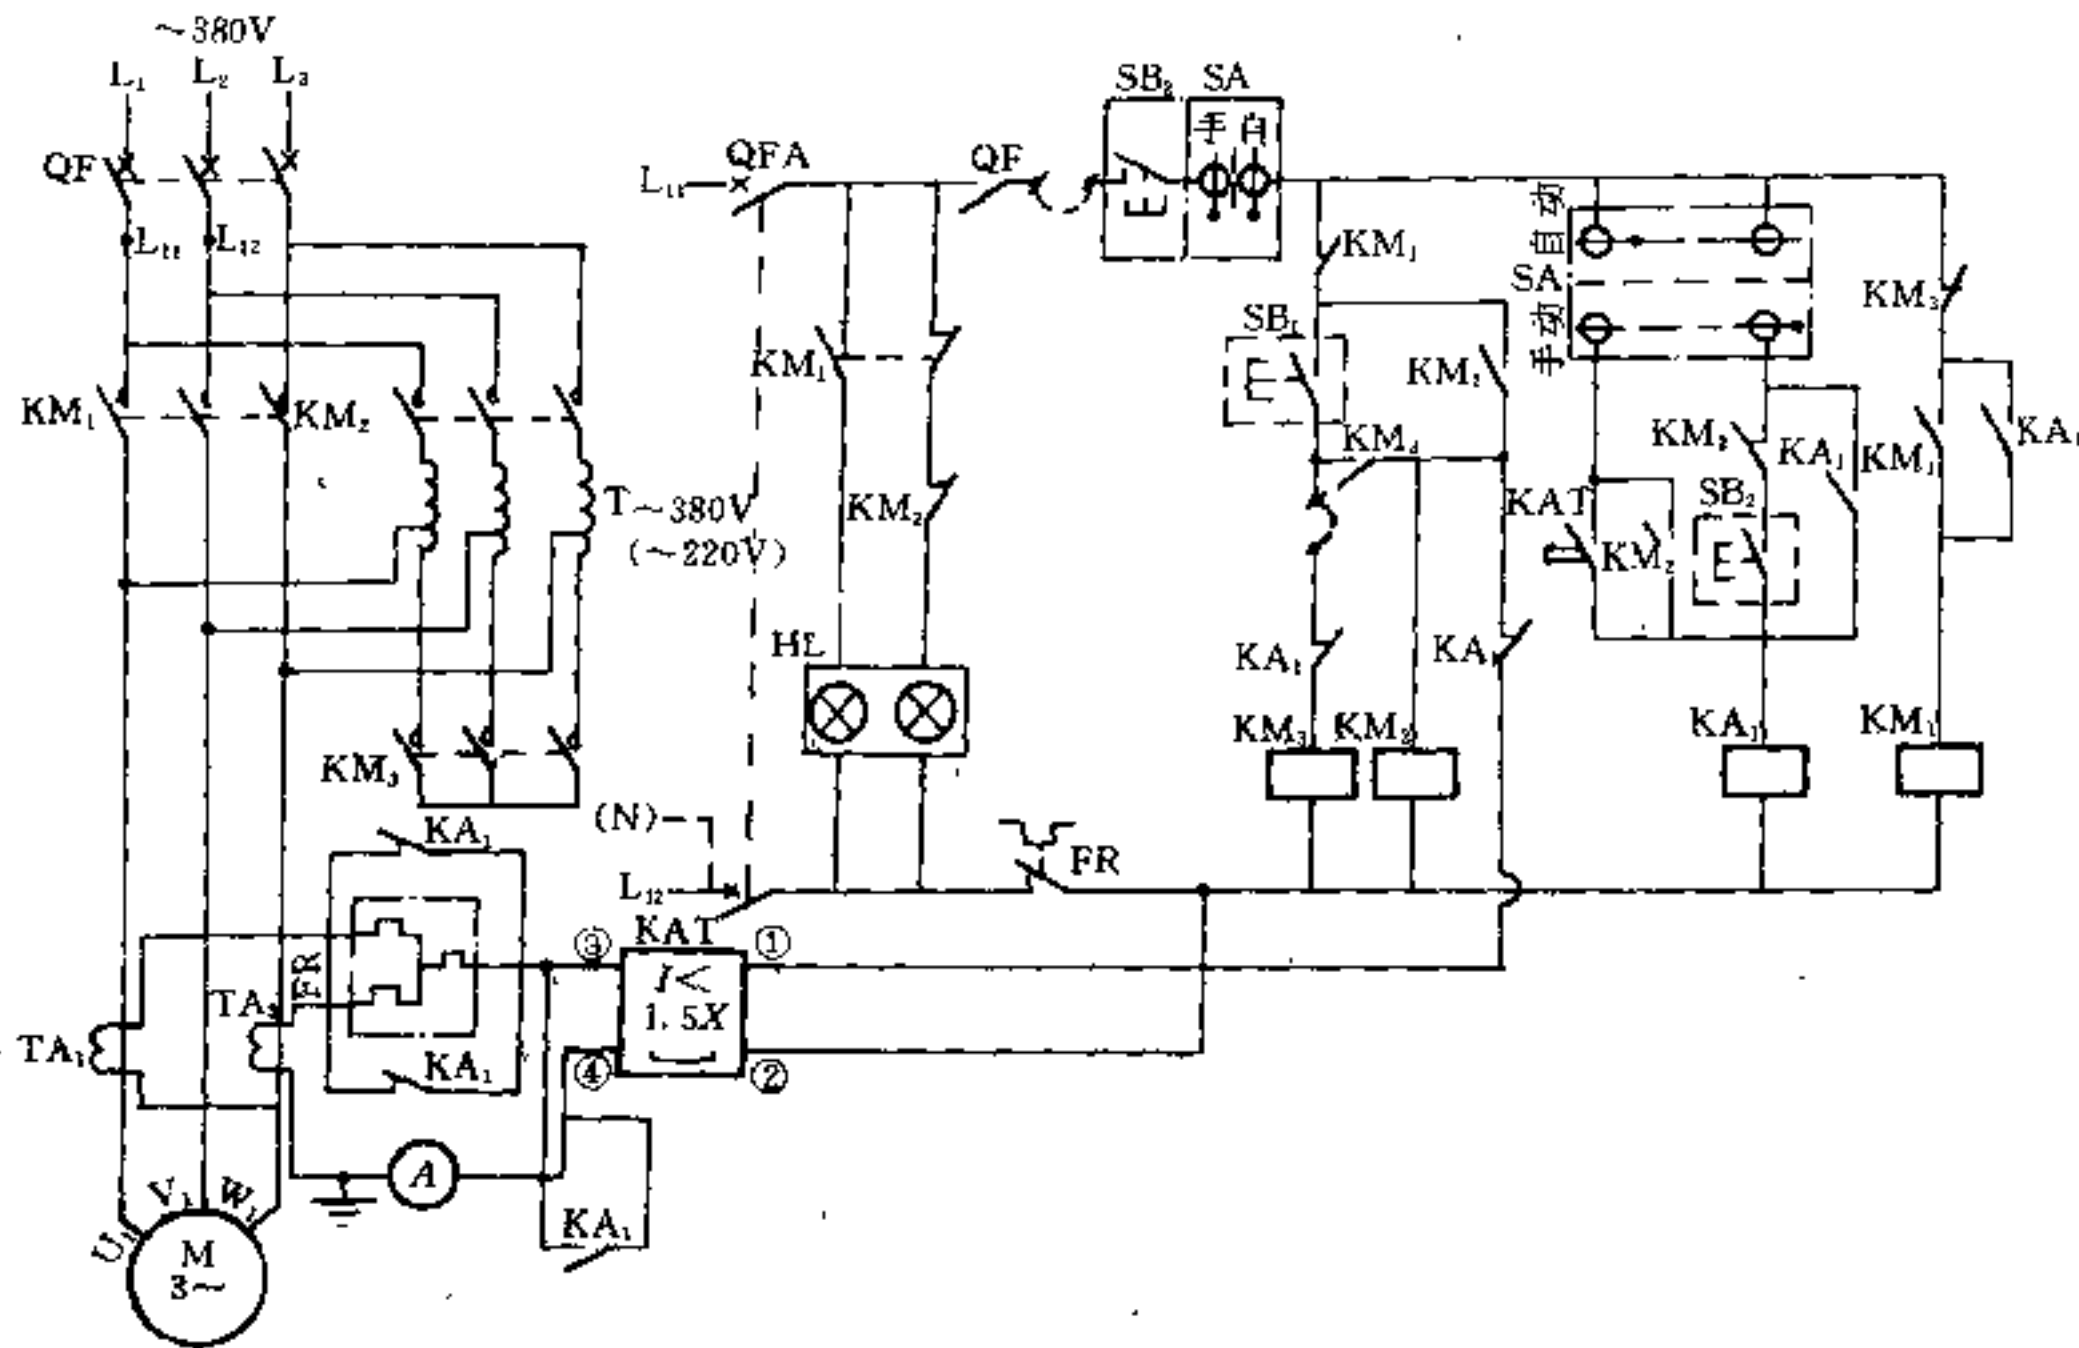 ～380V
L₁ L₂ L₃
QF
L₁₁ L₁₂
KM₁
KM₂
T
～380V
(～220V)
KM₃
L₁₁
QFA
QF
SB₂ SA
手 自
KM₁
KM₂
HL
(N)
L₁₂
FR
KM₁
SB₁
KM₂
KM₃
KA₁
KA₁
KM₃ KM₂
自动
SA
手动
KM₂
KA₁
KAT
KM₂
SB₂
KA₁
KM₃
KM₁
KA₁
KM₁
KA₁
FR
KA₁
TA₁
TA₂
KAT
③ ①
I<
1.5X
④ ②
A
KA₁
U₁ V₁ W₁
M
3～